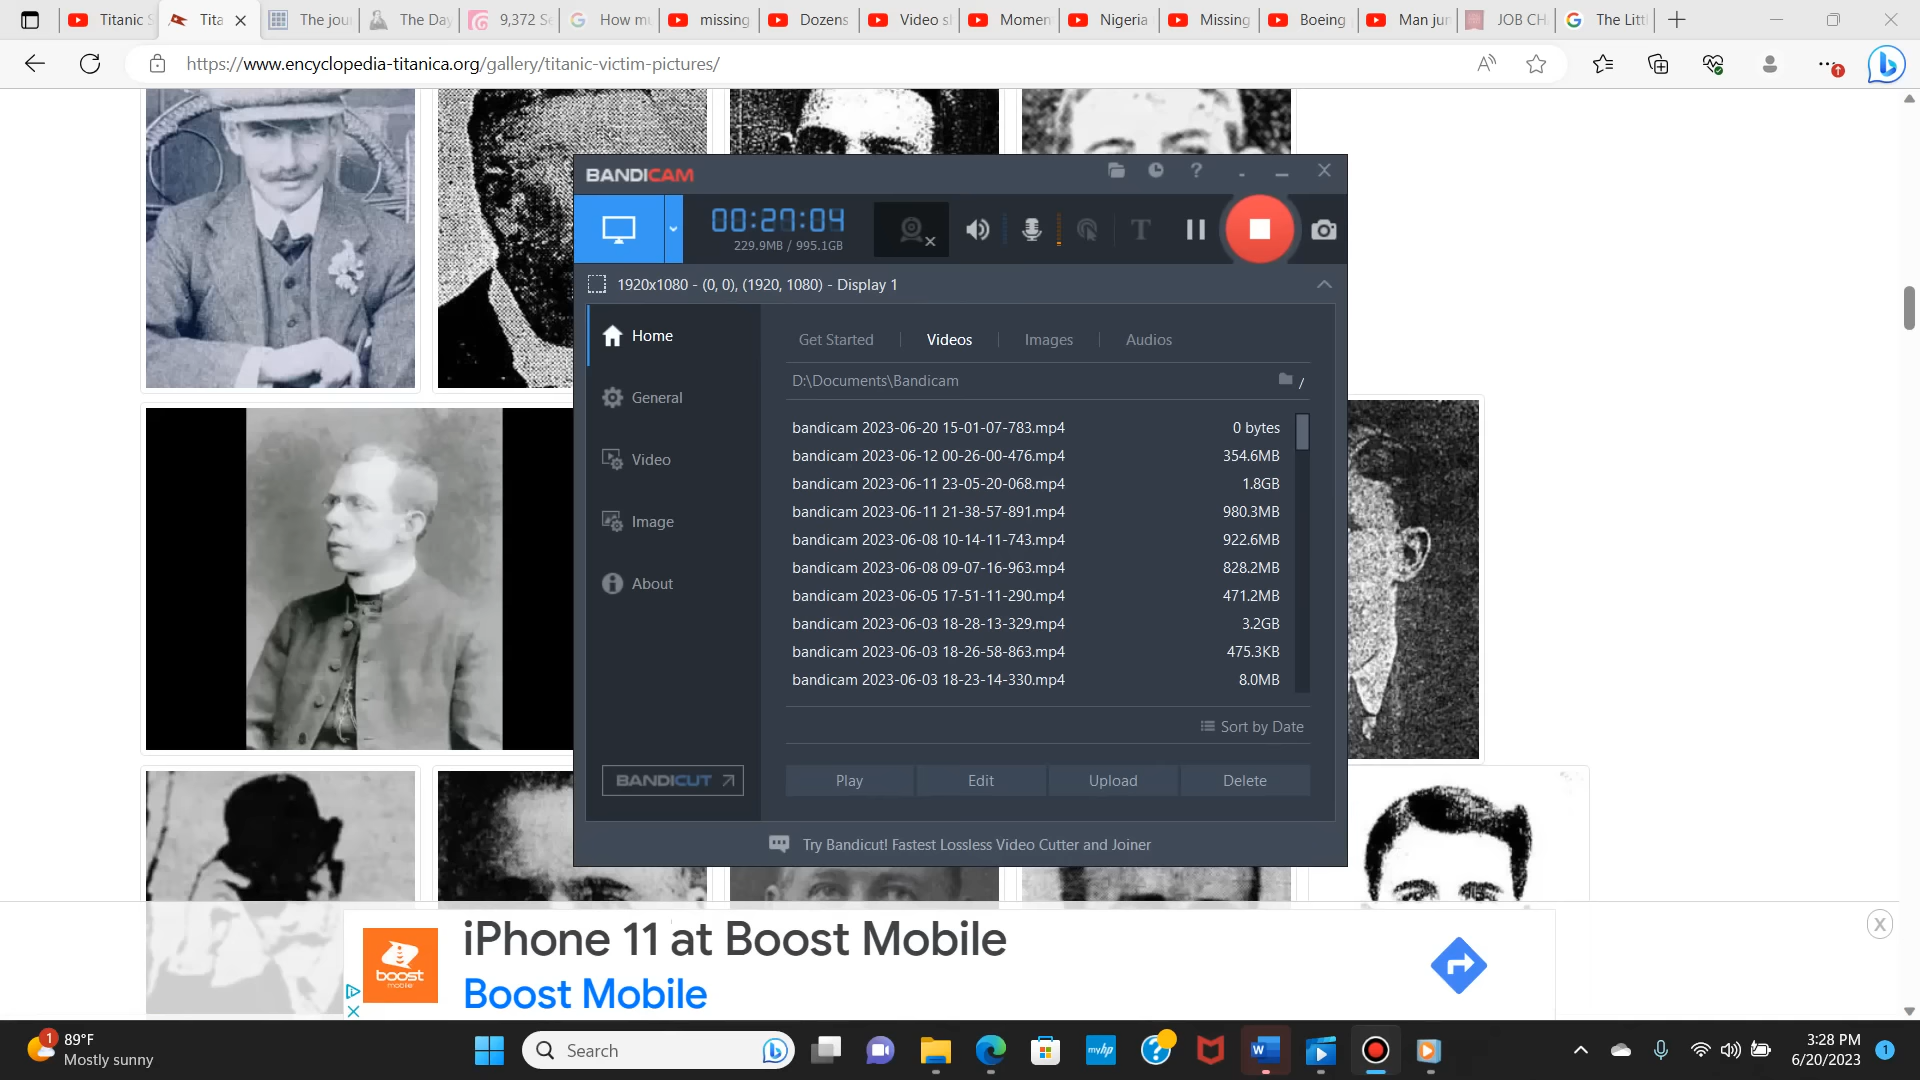 Titanic S
Tita
The jou
The Day
9,372 Se
How mu
missing
Dozens
Video sl
Momen
Nigeria
Missing
Boeing
Man jun
JOB CH
The Littl
https://www.encyclopedia-titanica.org/gallery/titanic-victim-pictures/
BANDICAM
00:27:04
229.9MB / 995.1GB
1920x1080 - (0, 0), (1920, 1080) - Display 1
Home
General
Video
Image
About
BANDICUT
Get Started
Videos
Images
Audios
D:\Documents\Bandicam
/
bandicam 2023-06-20 15-01-07-783.mp4 0 bytes
bandicam 2023-06-12 00-26-00-476.mp4 354.6MB
bandicam 2023-06-11 23-05-20-068.mp4 1.8GB
bandicam 2023-06-11 21-38-57-891.mp4 980.3MB
bandicam 2023-06-08 10-14-11-743.mp4 922.6MB
bandicam 2023-06-08 09-07-16-963.mp4 828.2MB
bandicam 2023-06-05 17-51-11-290.mp4 471.2MB
bandicam 2023-06-03 18-28-13-329.mp4 3.2GB
bandicam 2023-06-03 18-26-58-863.mp4 475.3KB
bandicam 2023-06-03 18-23-14-330.mp4 8.0MB
Sort by Date
Play
Edit
Upload
Delete
Try Bandicut! Fastest Lossless Video Cutter and Joiner
boost
mobile
iPhone 11 at Boost Mobile
Boost Mobile
1
89°F
Mostly sunny
Search
myhp
W
3:28 PM
6/20/2023
1